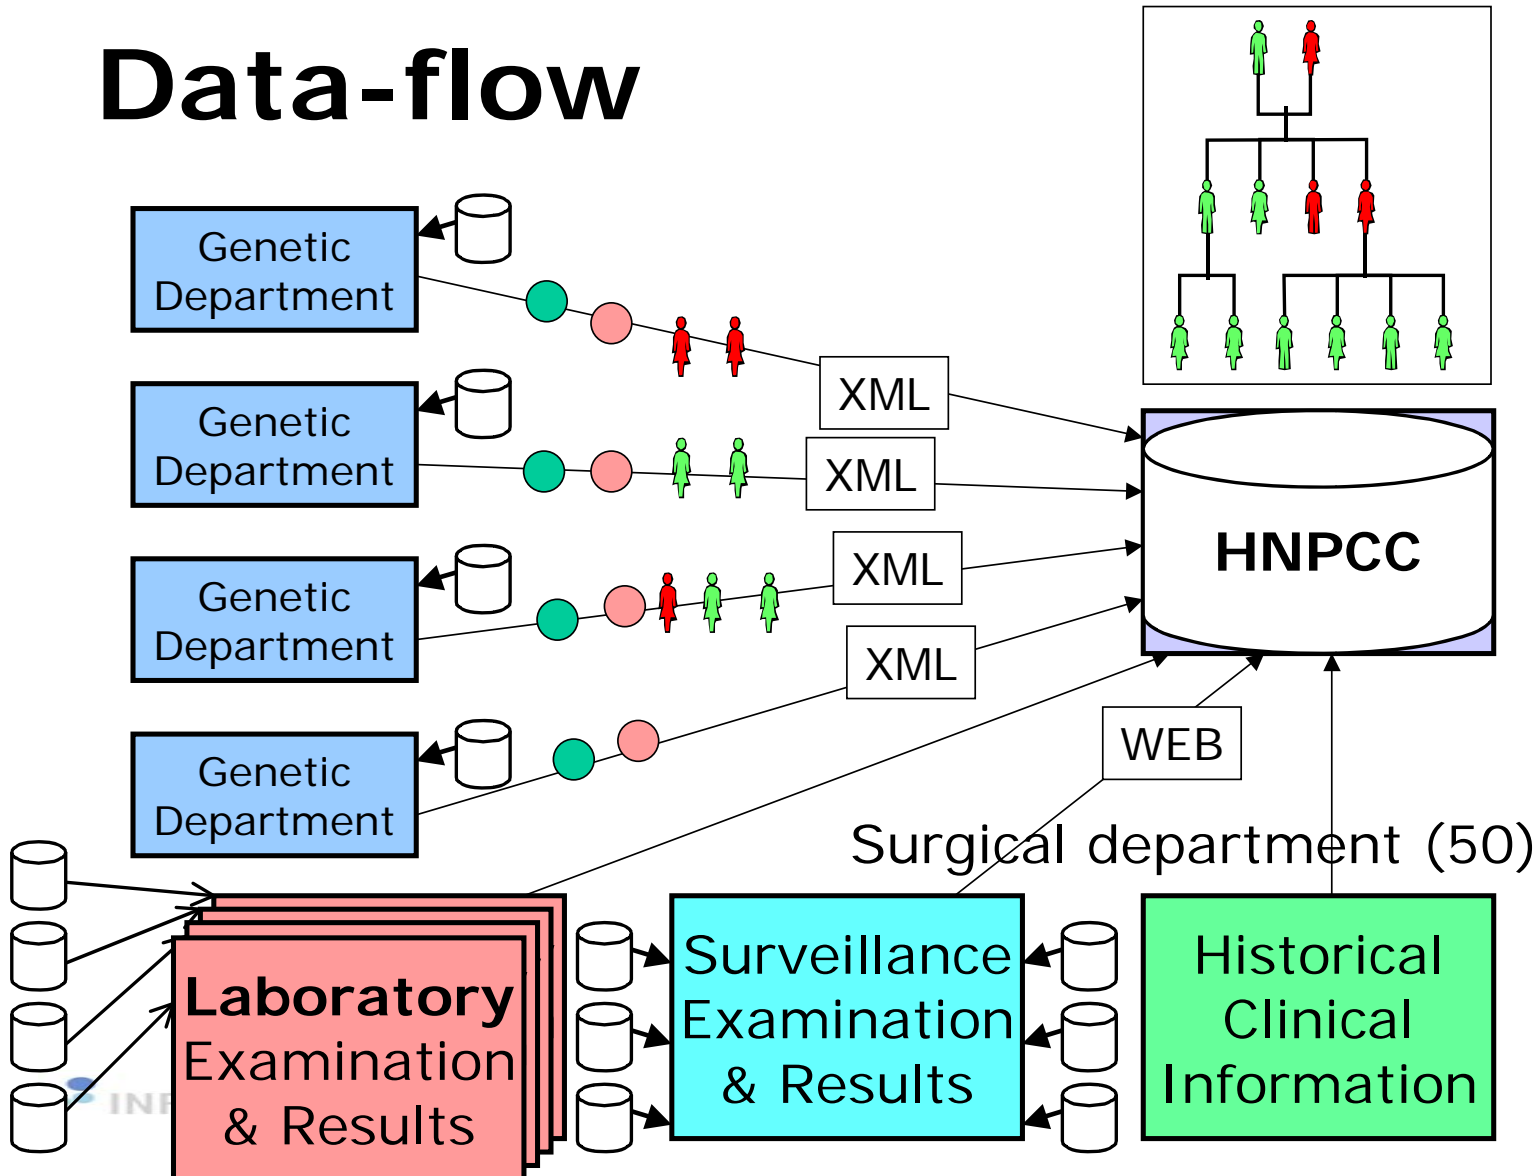 Data-flow
Genetic
Department
XML
Genetic
Department
XML
HNPCC
Genetic
Department
XML
XML
WEB
Genetic
Department
Surgical department (50)
Laboratory
Examination
& Results
Surveillance
Examination
& Results
Historical
Clinical
Information